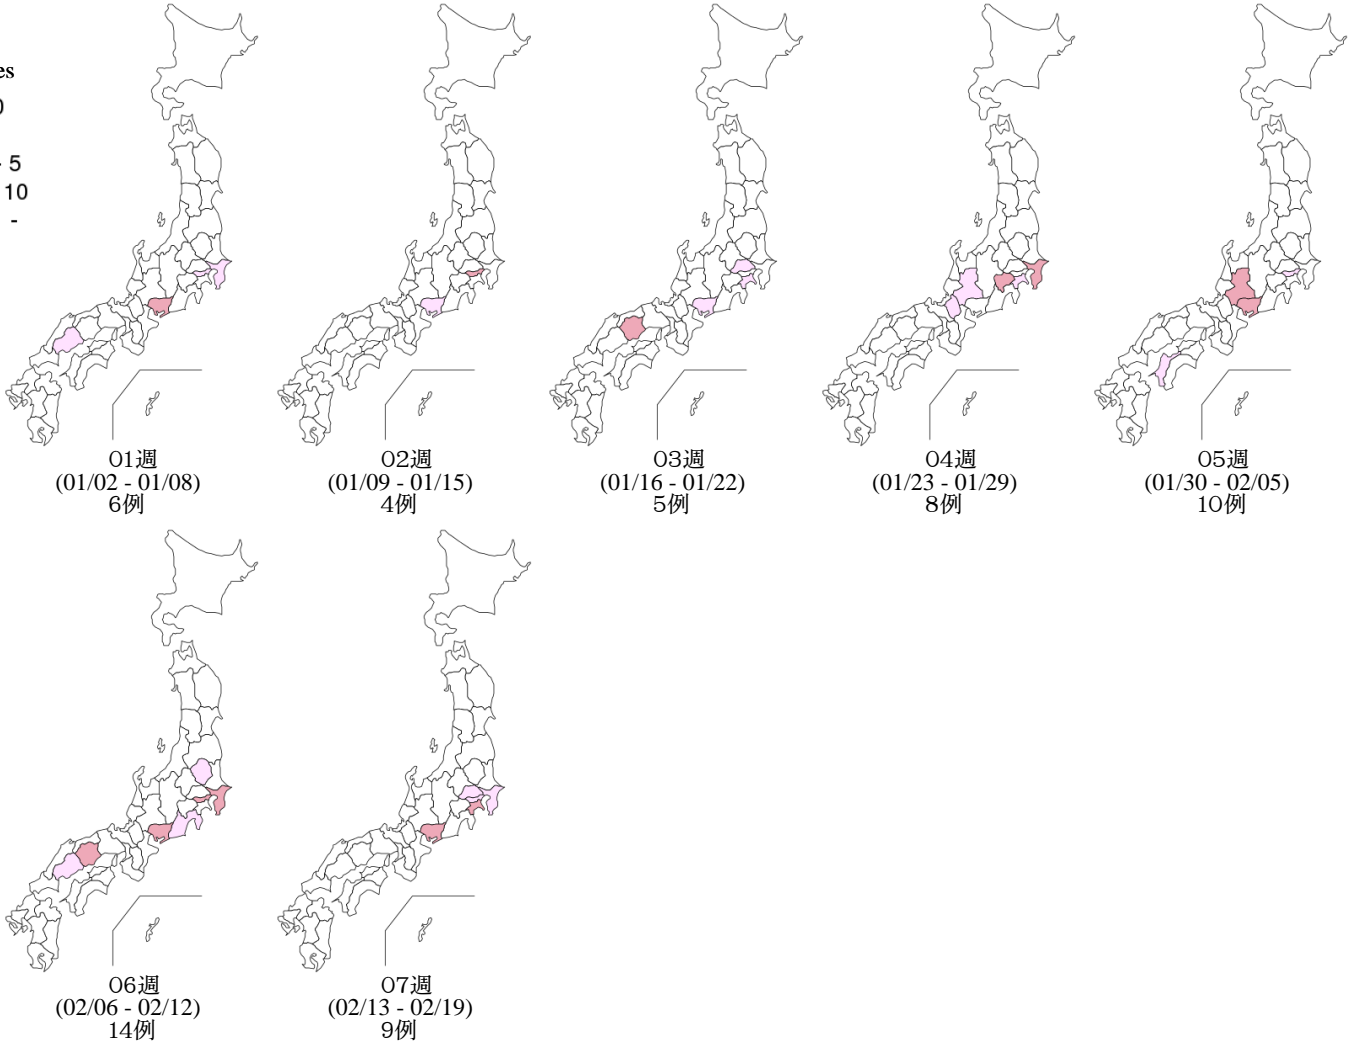 es
0
- 5
10
-
01週
(01/02 - 01/08)
6例
02週
(01/09 - 01/15)
4例
03週
(01/16 - 01/22)
5例
04週
(01/23 - 01/29)
8例
05週
(01/30 - 02/05)
10例
06週
(02/06 - 02/12)
14例
07週
(02/13 - 02/19)
9例